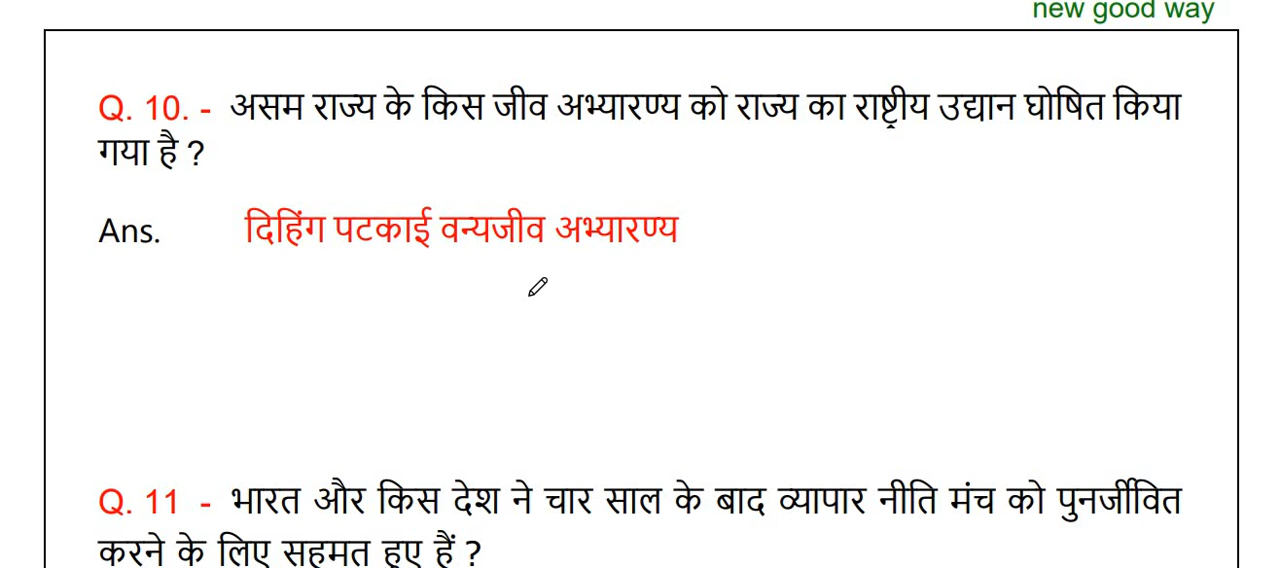 new good way
Q. 10. - असम राज्य के किस जीव अभ्यारण्य को राज्य का राष्ट्रीय उद्यान घोषित किया
गया है ?
Ans. दिहिंग पटकाई वन्यजीव अभ्यारण्य
Q. 11 - भारत और किस देश ने चार साल के बाद व्यापार नीति मंच को पुनर्जीवित
करने के लिए सहमत हुए हैं ?